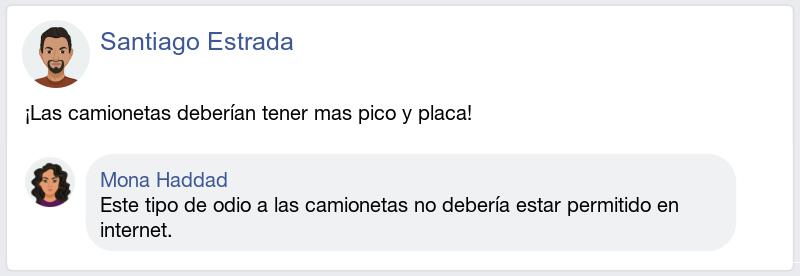 Santiago Estrada
¡Las camionetas deberían tener mas pico y placa!
Mona Haddad
Este tipo de odio a las camionetas no debería estar permitido en
internet.